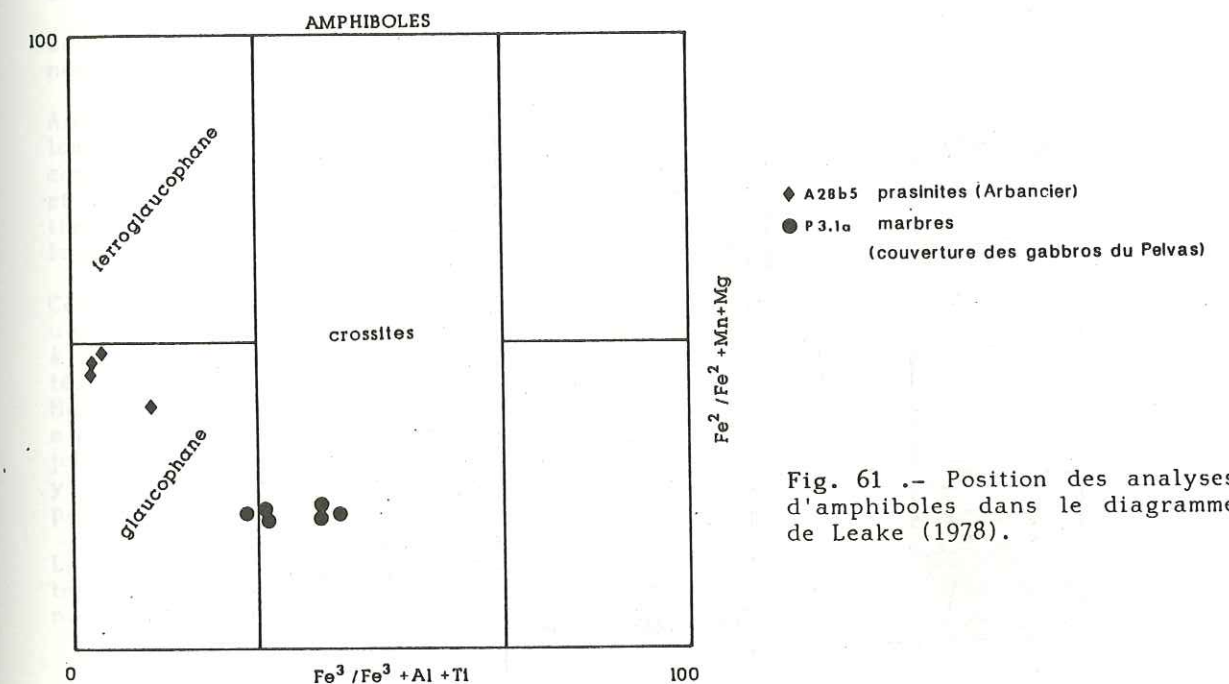 AMPHIBOLES
100
ferroglaucophane
crossites
glaucophane
Fe² / Fe² +Mn+Mg
0
Fe³ / Fe³ +Al +Ti
100
A28b5 prasinites (Arbancier)
P 3.1a marbres
(couverture des gabbros du Pelvas)
Fig. 61 .- Position des analyses
d'amphiboles dans le diagramme
de Leake (1978).